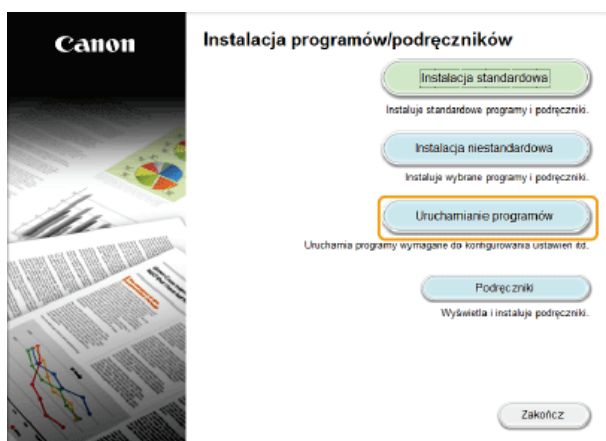 Canon
Instalacja programów/podręczników
Instalacja standardowa
Instaluje standardowe programy i podręczniki.
Instalacja niestandardowa
Instaluje wybrane programy i podręczniki.
Uruchamianie programów
Uruchamia programy wymagane do konfigurowania ustawień itd.
Podręczniki
Wyświetla i instaluje podręczniki.
Zakończ